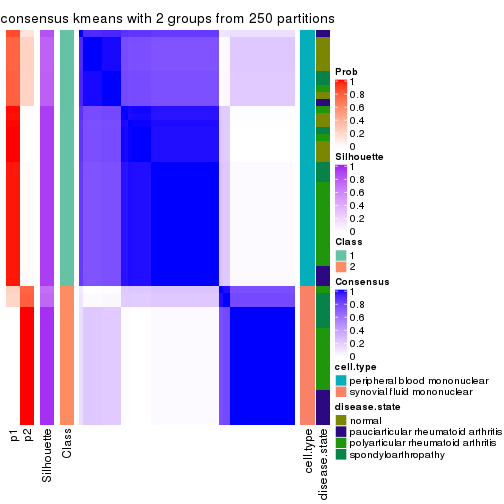 consensus kmeans with 2 groups from 250 partitions
Prob
1
0.8
0.6
0.4
0.2
0
Silhouette
1
0.8
0.6
0.4
0.2
0
Class
1
2
Consensus
1
0.8
0.6
0.4
0.2
0
cell.type
peripheral blood mononuclear
synovial fluid mononuclear
disease.state
normal
pauciarticular rheumatoid arthritis
polyarticular rheumatoid arthritis
spondyloarthropathy
p1
p2
Silhouette
Class
cell.type
disease.state